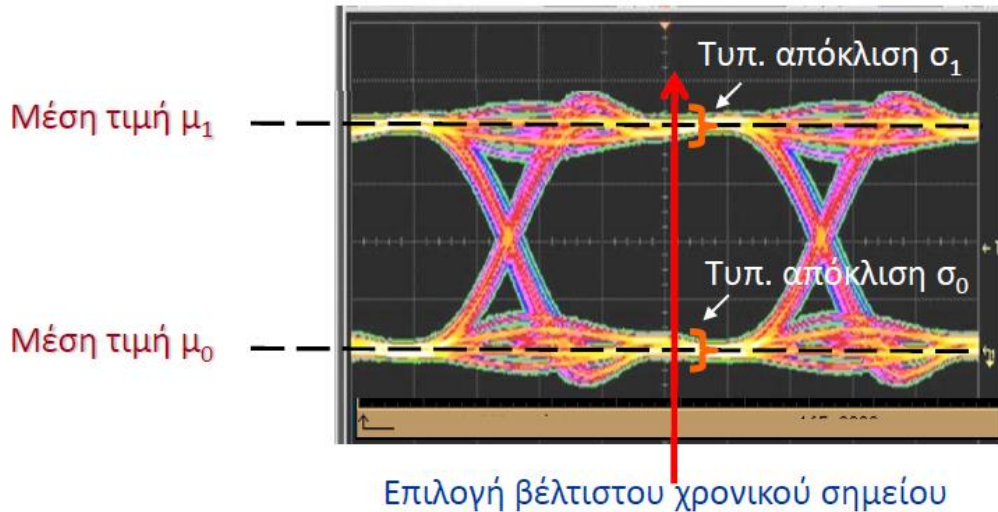 Τυπ. απόκλιση σ₁
Μέση τιμή μ₁
Τυπ. απόκλιση σ₀
Μέση τιμή μ₀
Επιλογή βέλτιστου χρονικού σημείου